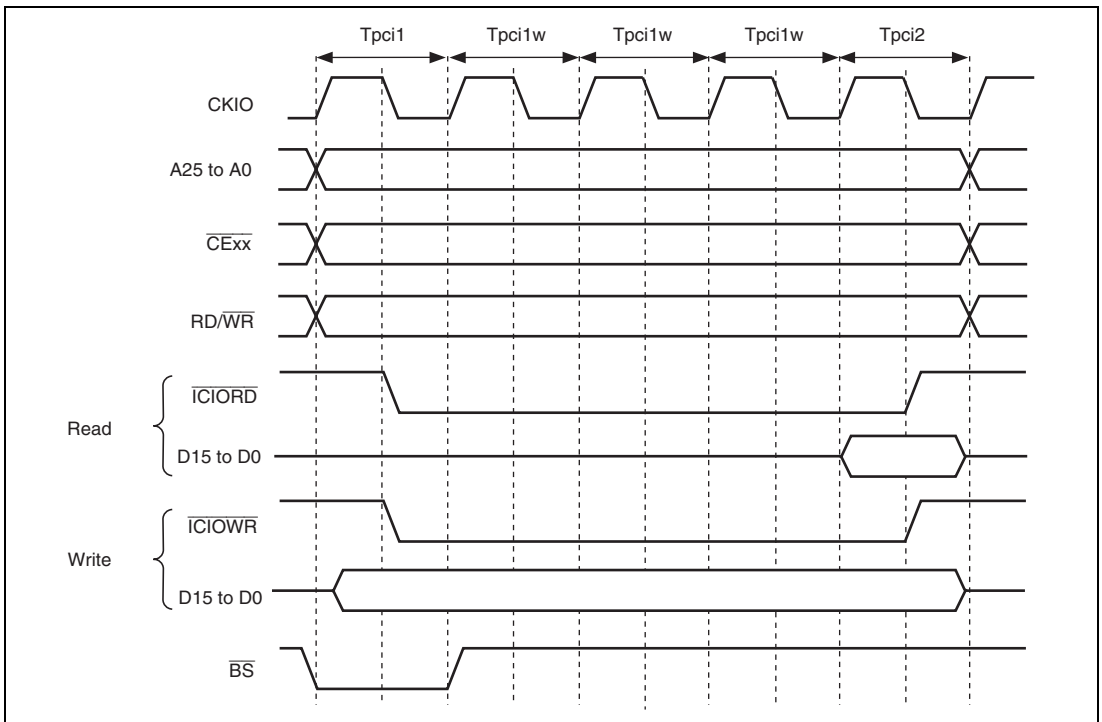 Tpci1 Tpci1w Tpci1w Tpci1w Tpci2
CKIO
A25 to A0
CExx
RD/WR
ICIORD
Read
D15 to D0
ICIOWR
Write
D15 to D0
BS